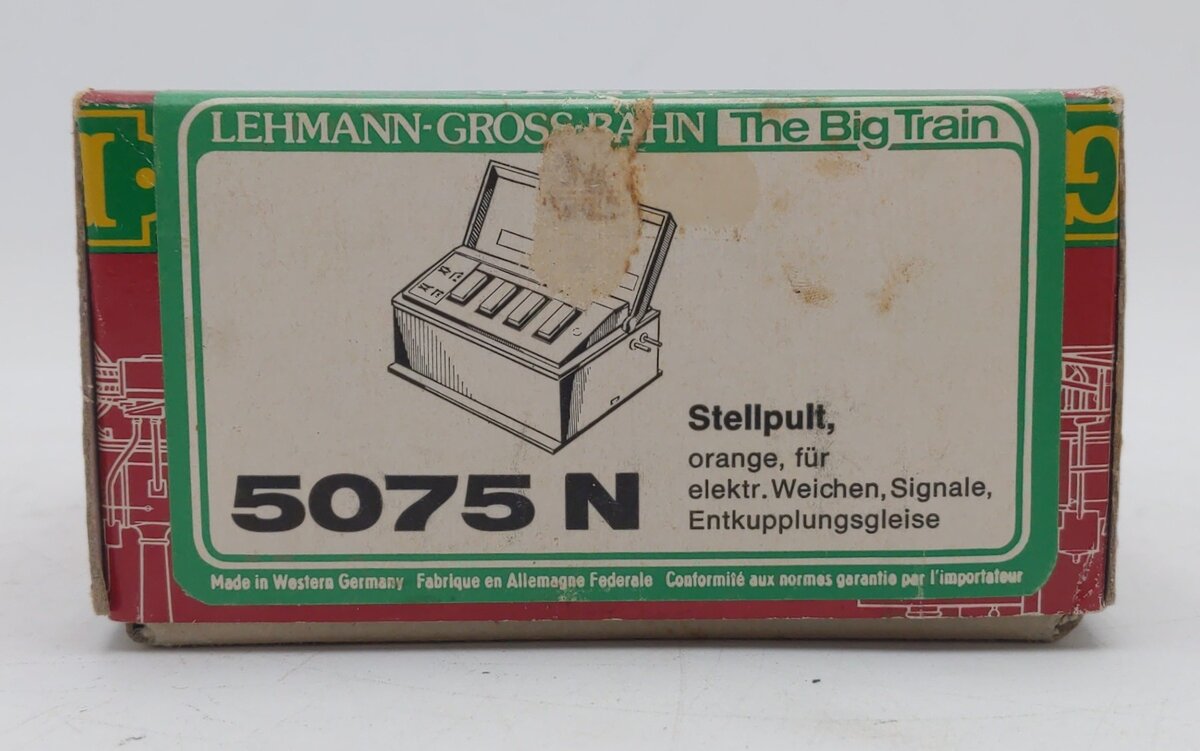 LEHMANN-GROSS-BAHN The Big Train
Stellpult,
orange, für
elektr. Weichen, Signale,
Entkupplungsgleise
5075 N
Made in Western Germany Fabrique en Allemagne Federale Conformité aux normes garantie par l'importateur
G